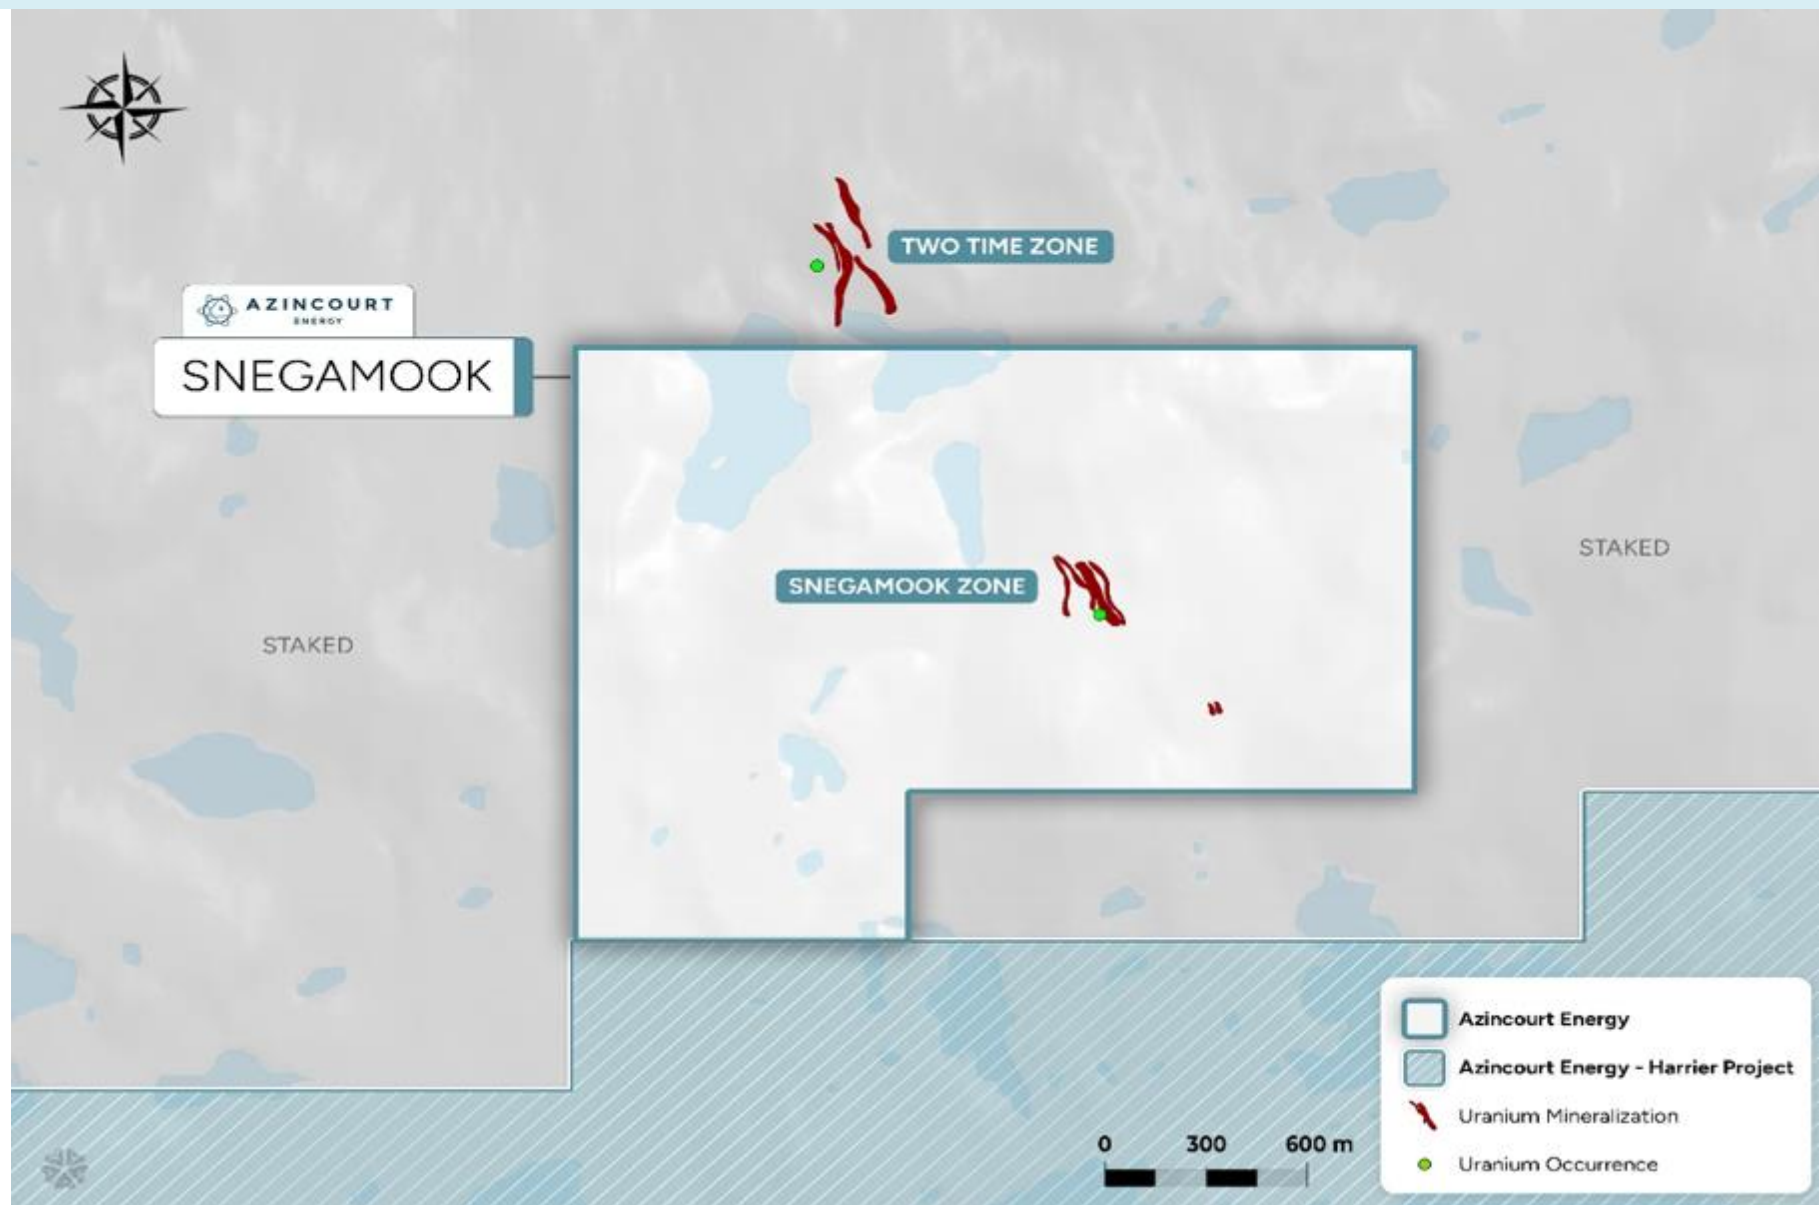 TWO TIME ZONE
AZINCOURT
ENERGY
SNEGAMOOK
STAKED
SNEGAMOOK ZONE
STAKED
Azincourt Energy
Azincourt Energy - Harrier Project
Uranium Mineralization
Uranium Occurrence
0 300 600 m